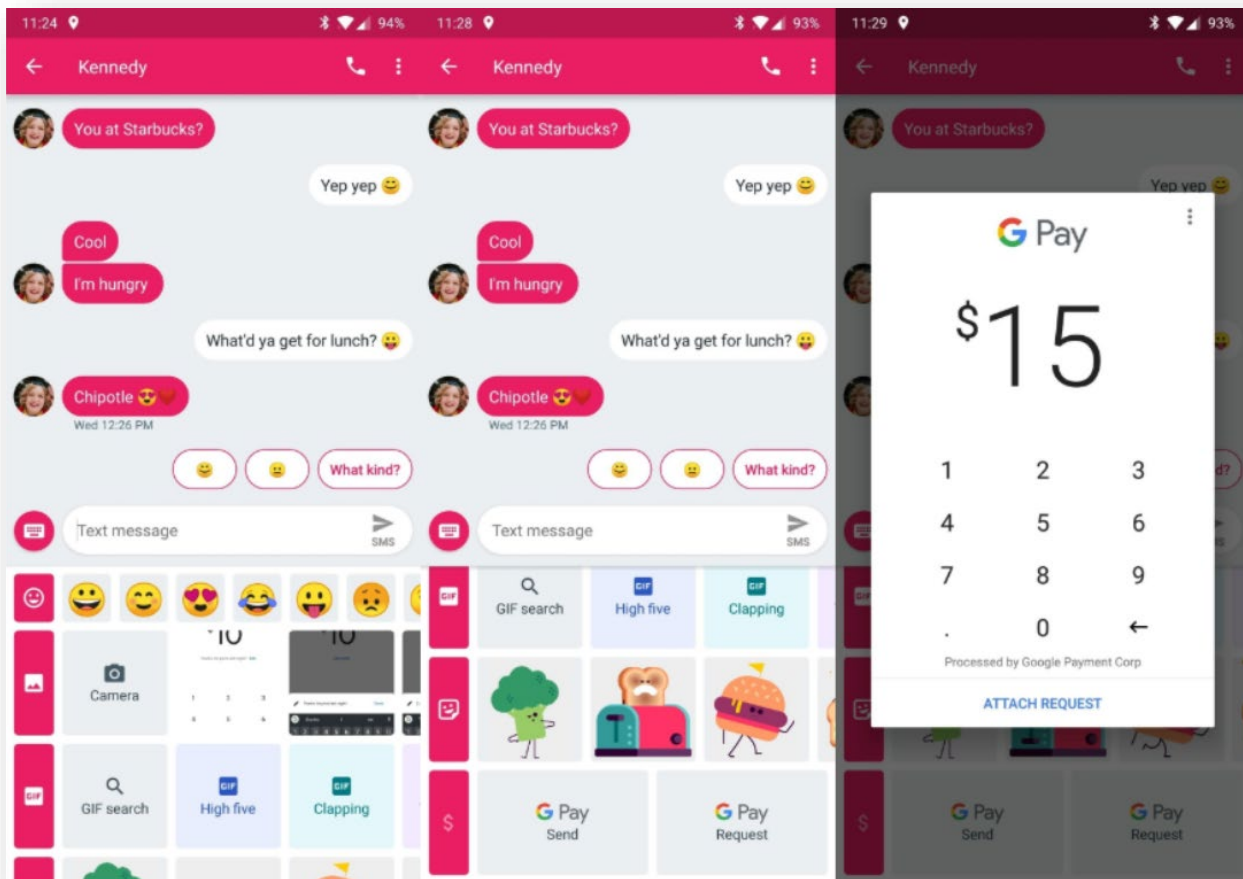 11:24
94%
Kennedy
You at Starbucks?
Yep yep 😊
Cool
I'm hungry
What'd ya get for lunch? 😛
Chipotle 😍❤️
Wed 12:26 PM
😊
😐
What kind?
Text message
SMS
10
Camera
GIF
GIF search
GIF
High five
GIF
Clapping
11:28
93%
Kennedy
You at Starbucks?
Yep yep 😊
Cool
I'm hungry
What'd ya get for lunch? 😛
Chipotle 😍❤️
Wed 12:26 PM
😊
😐
What kind?
Text message
SMS
GIF
GIF search
GIF
High five
GIF
Clapping
$
G Pay
Send
G Pay
Request
11:29
93%
Kennedy
You at Starbucks?
Yep yep 😊
G Pay
$15
1 2 3
4 5 6
7 8 9
. 0 ←
Processed by Google Payment Corp
ATTACH REQUEST
$
G Pay
Send
G Pay
Request